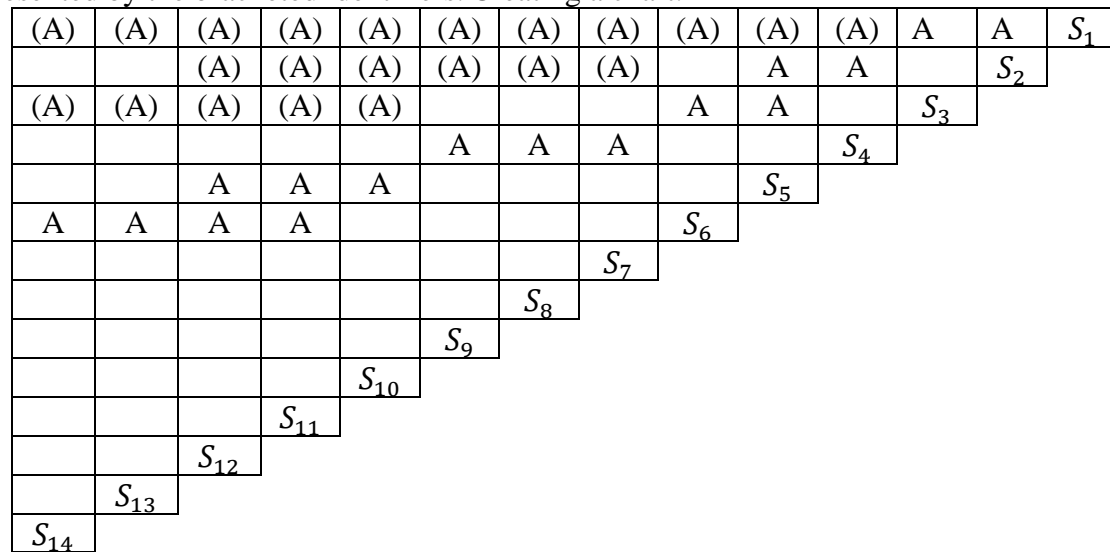 (A) (A) (A) (A) (A) (A) (A) (A) (A) (A) (A) A A S₁
(A) (A) (A) (A) (A) (A) A A S₂
(A) (A) (A) (A) (A) A A S₃
A A A S₄
A A A S₅
A A A A S₆
S₇
S₈
S₉
S₁₀
S₁₁
S₁₂
S₁₃
S₁₄